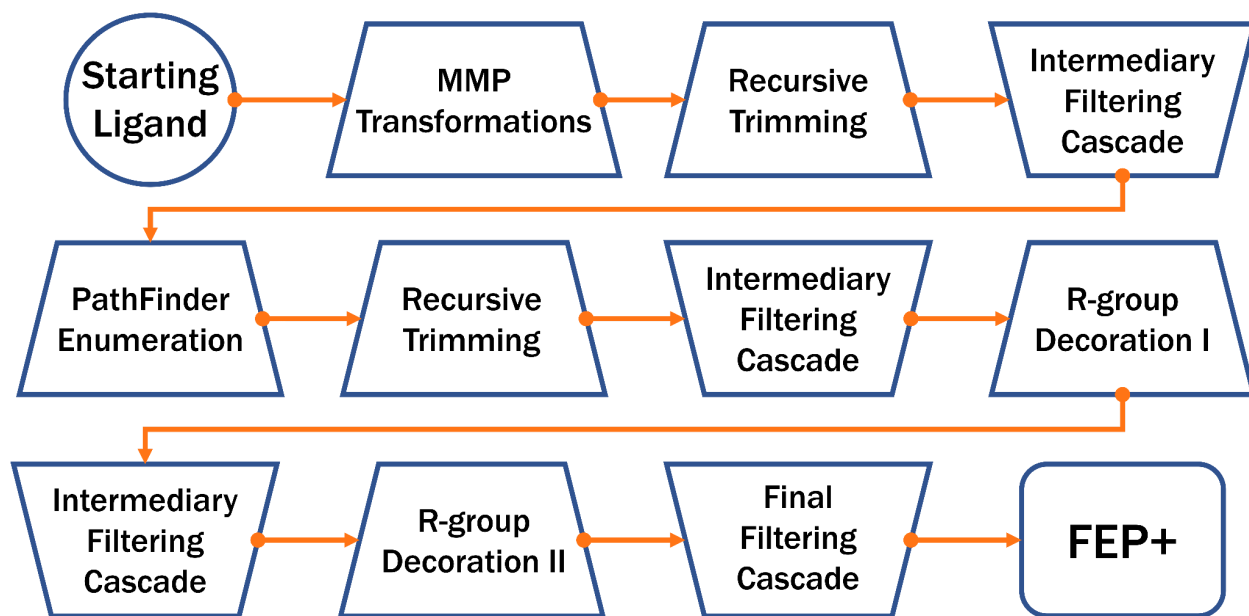 Starting
Ligand
MMP
Transformations
Recursive
Trimming
Intermediary
Filtering
Cascade
PathFinder
Enumeration
Recursive
Trimming
Intermediary
Filtering
Cascade
R-group
Decoration I
Intermediary
Filtering
Cascade
R-group
Decoration II
Final
Filtering
Cascade
FEP+